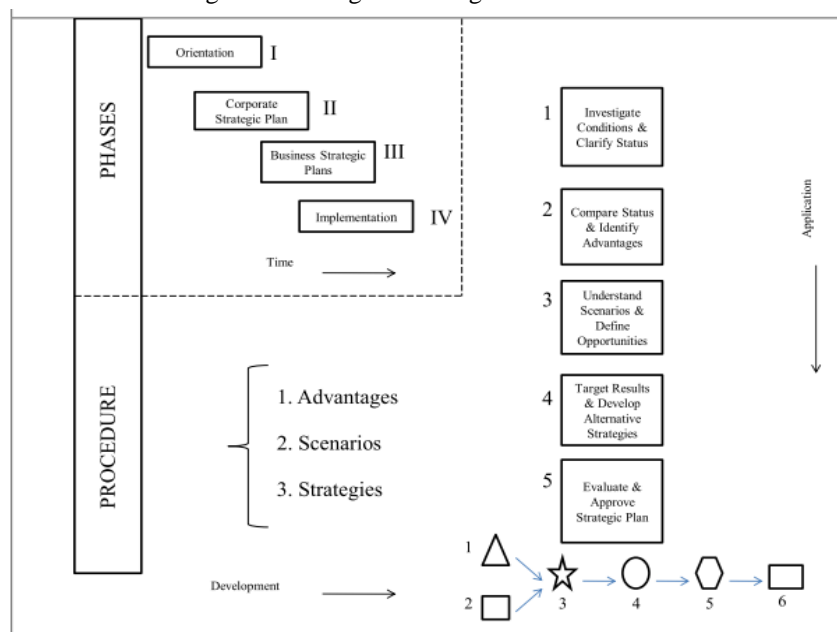 PHASES
Orientation
I
Corporate
Strategic Plan
II
Business Strategic
Plans
III
Implementation
IV
Time
PROCEDURE
1. Advantages
2. Scenarios
3. Strategies
Development
1
Investigate
Conditions &
Clarify Status
2
Compare Status
& Identify
Advantages
3
Understand
Scenarios &
Define
Opportunities
4
Target Results
& Develop
Alternative
Strategies
5
Evaluate &
Approve
Strategic Plan
Application
1
2
3
4
5
6